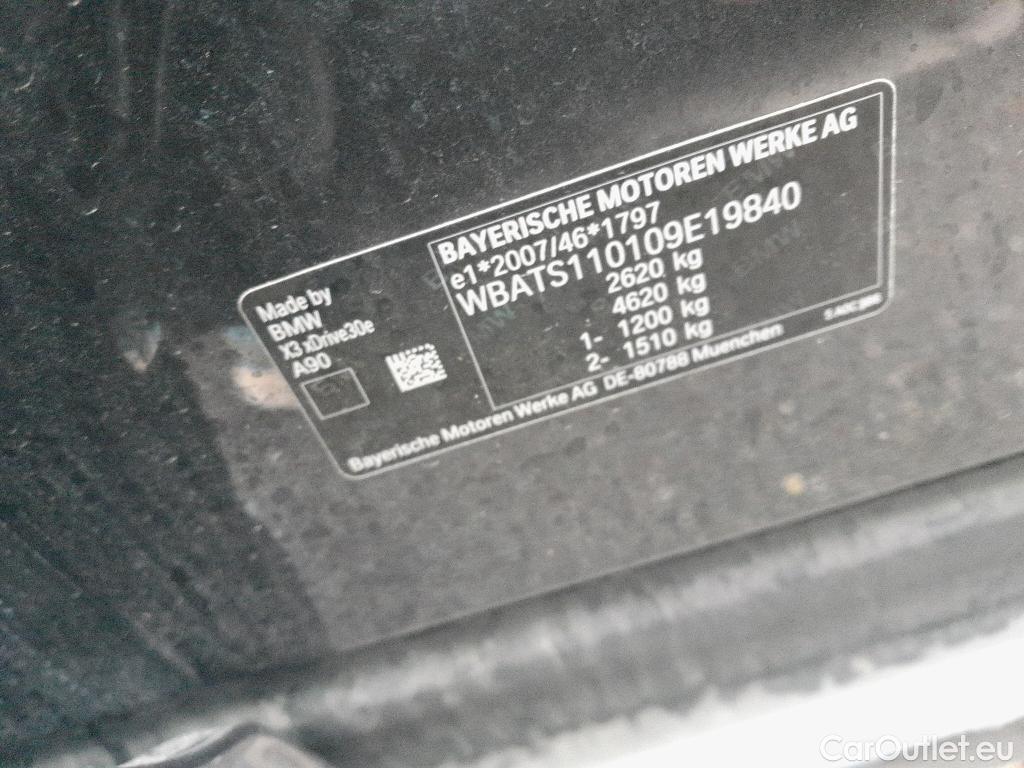 BAYERISCHE MOTOREN WERKE AG
e1*2007/46*1797
WBATS110109E19840
2620 kg
4620 kg
1- 1200 kg
2- 1510 kg
Made by
BMW
X3 xDrive30e
A90
Bayerische Motoren Werke AG DE-80788 Muenchen
CarOutlet.eu